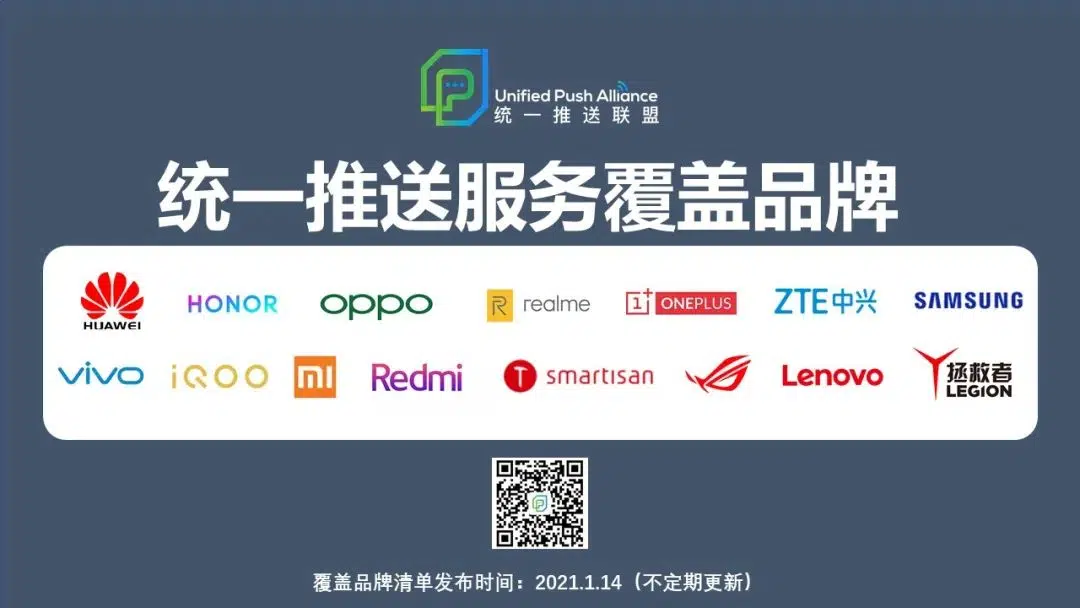 Unified Push Alliance
统一推送联盟
统一推送服务覆盖品牌
HUAWEI HONOR oppo R realme 1+ ONEPLUS ZTE中兴 SAMSUNG
vivo iQOO mi Redmi T smartisan Lenovo 拯救者 LEGION
覆盖品牌清单发布时间：2021.1.14（不定期更新）